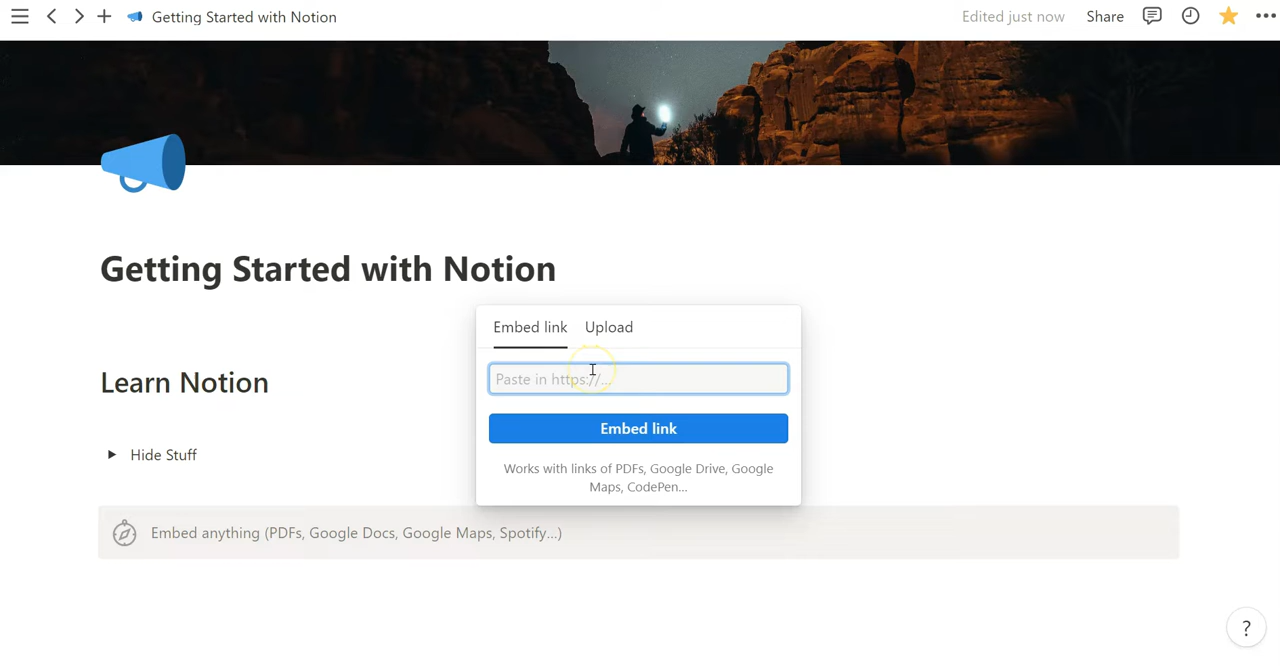 Getting Started with Notion
Edited just now
Share
Getting Started with Notion
Embed link
Upload
Paste in https://...
Learn Notion
Embed link
Hide Stuff
Works with links of PDFs, Google Drive, Google
Maps, CodePen...
Embed anything (PDFs, Google Docs, Google Maps, Spotify...)
?